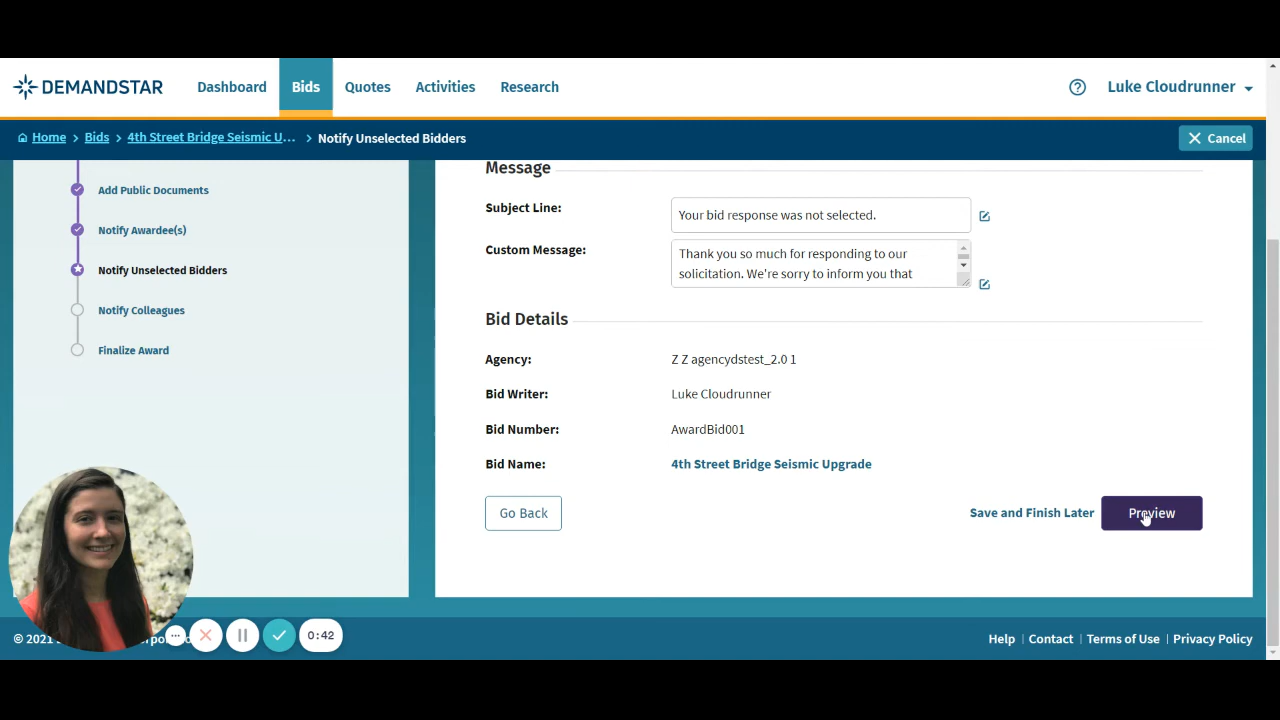 DEMANDSTAR
Dashboard
Bids
Quotes
Activities
Research
Luke Cloudrunner
Home > Bids > 4th Street Bridge Seismic U... > Notify Unselected Bidders
Cancel
Add Public Documents
Notify Awardee(s)
Notify Unselected Bidders
Notify Colleagues
Finalize Award
Message
Subject Line:
Your bid response was not selected.
Custom Message:
Thank you so much for responding to our
solicitation. We're sorry to inform you that
Bid Details
Agency:
Z Z agencydstest_2.0 1
Bid Writer:
Luke Cloudrunner
Bid Number:
AwardBid001
Bid Name:
4th Street Bridge Seismic Upgrade
Go Back
Save and Finish Later
Preview
0:42
© 2021
Help | Contact | Terms of Use | Privacy Policy